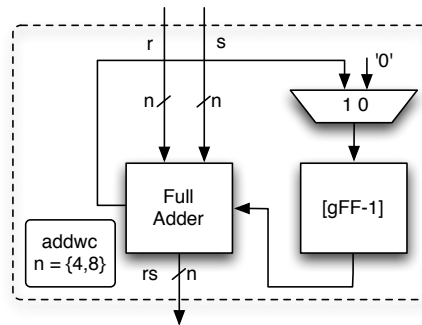 r
s
'0'
n
n
1 0
Full
Adder
[gFF-1]
addwc
n = {4,8}
rs
n